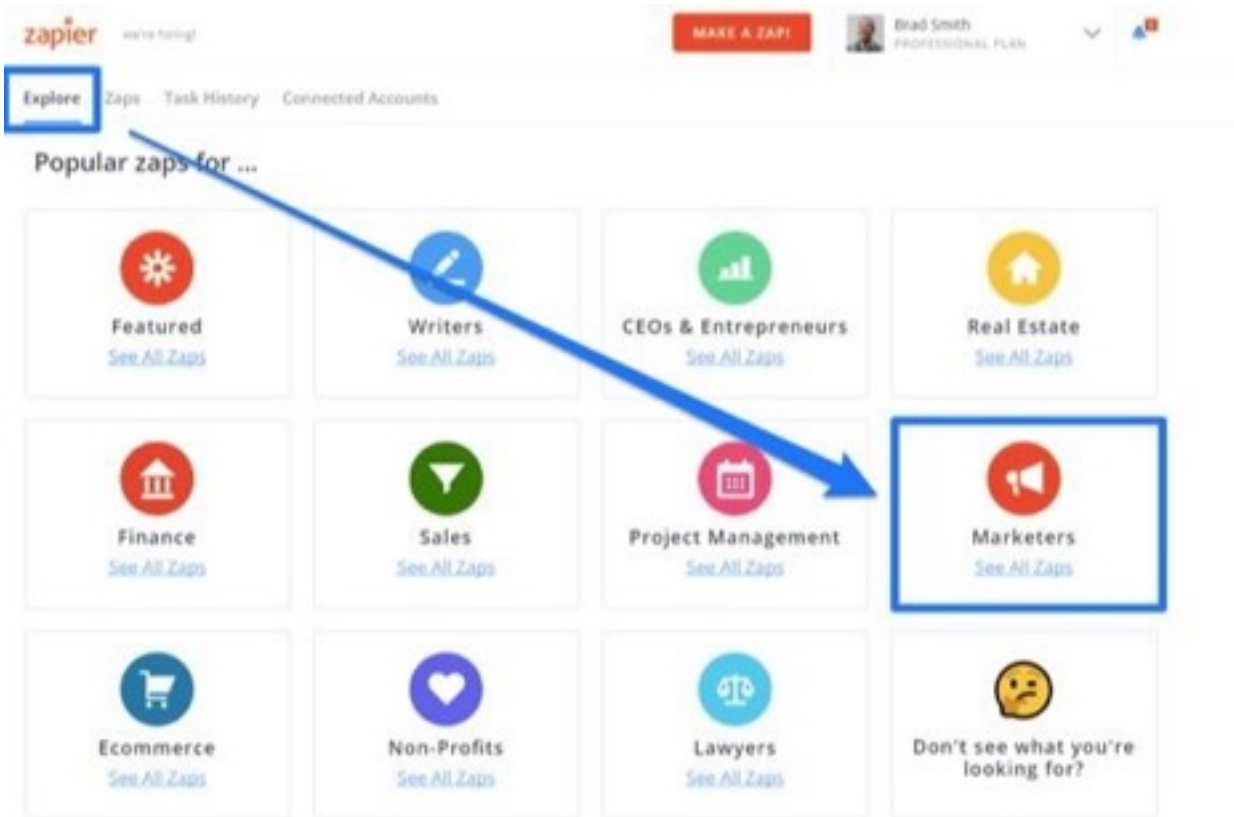 zapier we're hiring! MAKE A ZAP! Brad Smith
PROFESSIONAL PLAN
Explore Zaps Task History Connected Accounts
Popular zaps for ...
Featured Writers CEOs & Entrepreneurs Real Estate
See All Zaps See All Zaps See All Zaps See All Zaps
Finance Sales Project Management Marketers
See All Zaps See All Zaps See All Zaps See All Zaps
Ecommerce Non-Profits Lawyers Don't see what you're
looking for?
See All Zaps See All Zaps See All Zaps